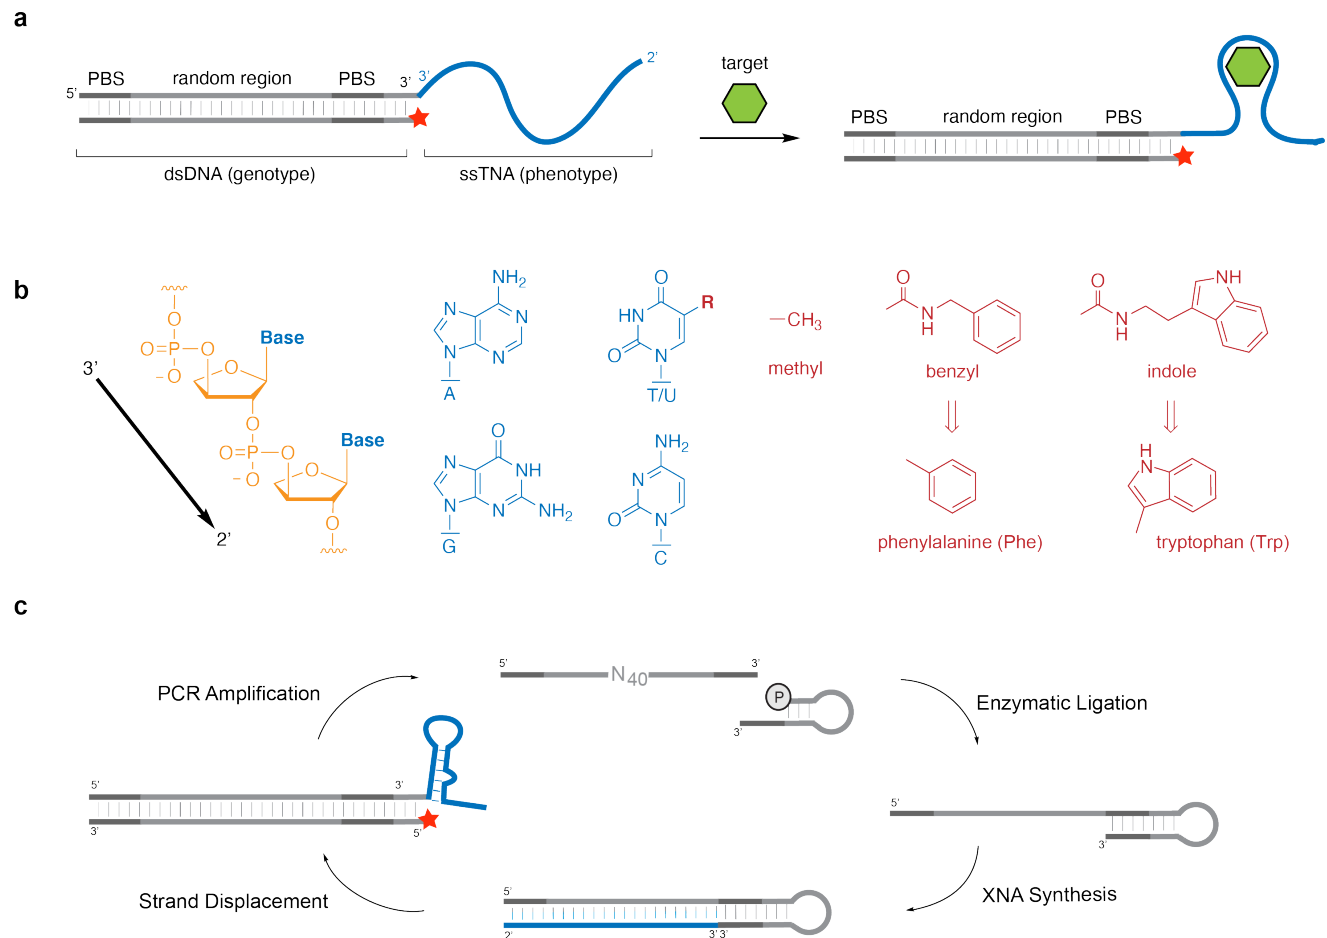 a
5' PBS random region PBS 3' 3' 2'
dsDNA (genotype)
ssTNA (phenotype)
target
PBS random region PBS
b
3'
2'
O
O=P–O
–O
O
Base
O
O=P–O
–O
O
Base
O
NH2
N
N
N
N
A
O
R
HN
O
N
T/U
O
N
NH
N
N
NH2
G
NH2
N
O
N
C
–CH3
methyl
O
N
H
benzyl
phenylalanine (Phe)
O
N
H
NH
indole
H
N
tryptophan (Trp)
c
PCR Amplification
5' N40 3'
P
3'
Enzymatic Ligation
5'
3'
XNA Synthesis
5'
2' 3' 3'
Strand Displacement
5' 3'
3' 5'